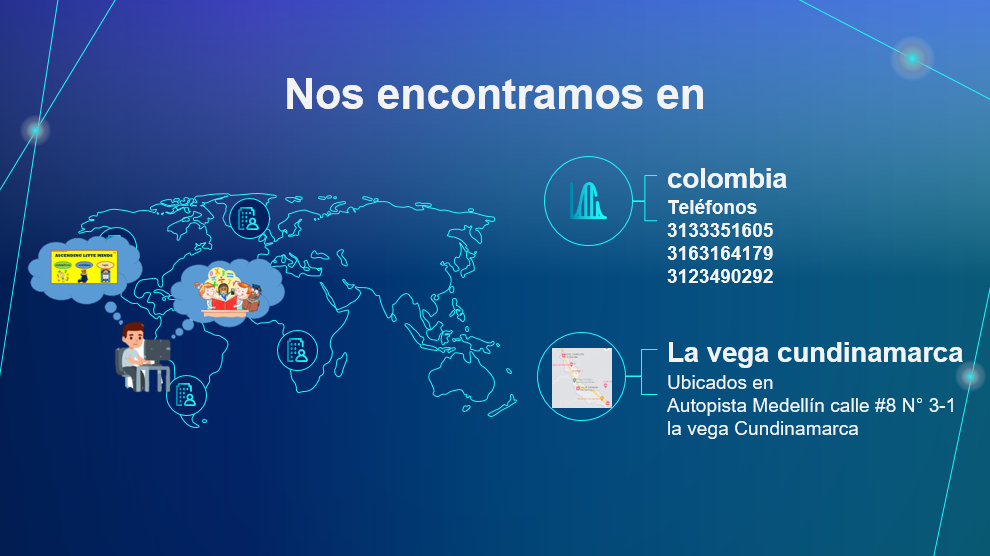 Nos encontramos en
colombia
Teléfonos
3133351605
3163164179
3123490292
ASCENDING LITTE MINDS
La vega cundinamarca
Ubicados en
Autopista Medellín calle #8 N° 3-1
la vega Cundinamarca